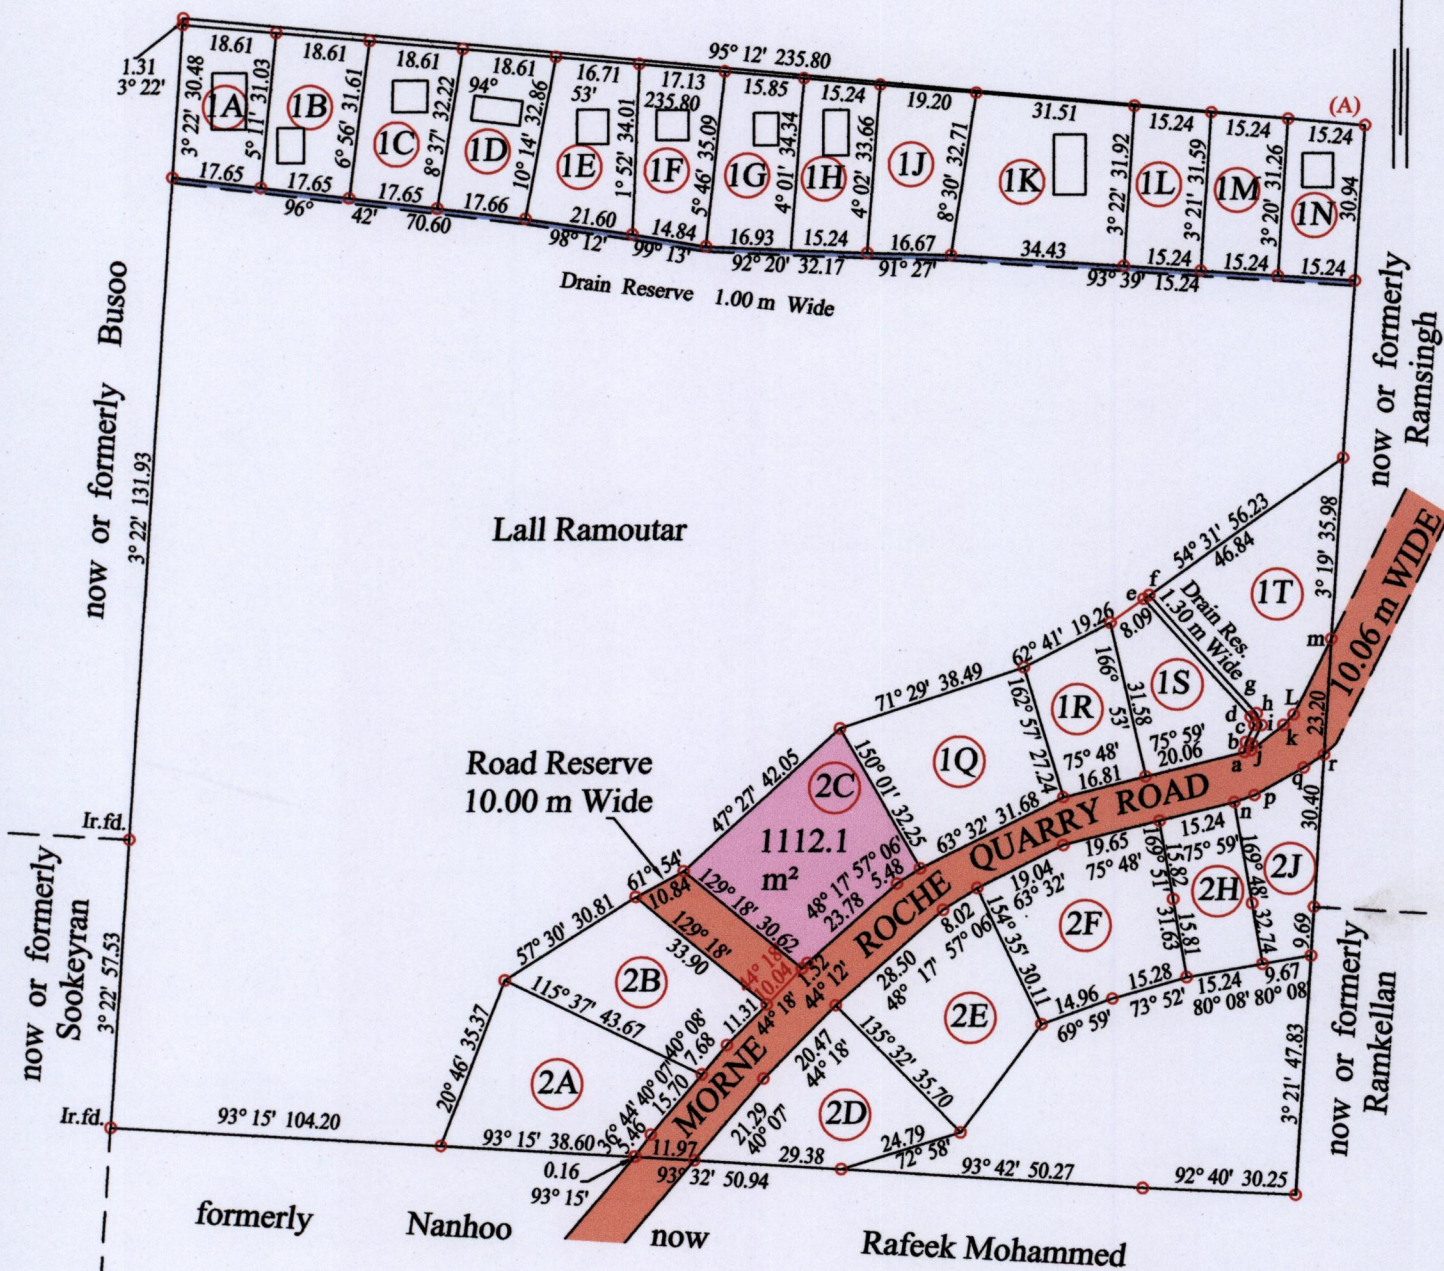 95° 12' 235.80
(A)
1.31
3° 22'
18.61
18.61
18.61
18.61
16.71
17.13
15.85
15.24
19.20
31.51
15.24
15.24
15.24
94°
53'
235.80
3° 22' 30.48
5° 11' 31.03
6° 56' 31.61
8° 37' 32.22
10° 14' 32.86
1° 52' 34.01
5° 46' 35.09
4° 01' 34.34
4° 02' 33.66
8° 30' 32.71
3° 22' 31.92
3° 21' 31.59
3° 20' 31.26
30.94
1A
1B
1C
1D
1E
1F
1G
1H
1J
1K
1L
1M
1N
17.65
17.65
17.65
17.66
21.60
14.84
16.93
15.24
16.67
34.43
15.24
15.24
15.24
96° 42' 70.60
98° 12'
99° 13'
92° 20' 32.17
91° 27'
93° 39' 15.24
Drain Reserve 1.00 m Wide
now or formerly Busoo
3° 22' 131.93
now or formerly
Ramsingh
Lall Ramoutar
54° 31' 56.23
46.84
3° 19' 35.98
1T
e
f
Drain Res.
1.30 m Wide
8.09
62° 41' 19.26
m
10.06 m WIDE
71° 29' 38.49
162° 57' 27.24
1R
166° 53'
31.58
1S
g
h
L
d
c
i
k
b
j
a
23.20
75° 48'
16.81
75° 59'
20.06
q
r
Road Reserve
10.00 m Wide
47° 27' 42.05
2C
1112.1
m²
150° 01' 32.25
1Q
63° 32' 31.68
MORNE ROCHE QUARRY ROAD
p
n
30.40
Ir.fd.
61° 54'
10.84
129° 18' 30.62
48° 17' 57 06'
5.48
23.78
19.04
63° 32'
19.65
75° 48'
15.24
75° 59'
169° 51' 31.63
15.82
15.81
169° 48' 32.74
2H
2J
now or formerly
Sookeyran
3° 22' 57.53
57° 30' 30.81
129° 18'
33.90
44° 18'
10.04
1.52
44° 12'
44° 18'
8.02
57 06'
28.50
48° 17'
154° 35' 30.11
2F
9.69
2B
115° 37' 43.67
11.31
40° 08'
7.68
2E
14.96
69° 59'
15.28
73° 52'
15.24
80° 08'
9.67
80° 08'
20° 46' 35.37
2A
40° 07'
15.70
36° 44'
5.46
20.47
44° 18'
135° 32' 35.70
21.29
40° 07'
2D
3° 21' 47.83
now or formerly
Ramkellan
Ir.fd.
93° 15' 104.20
93° 15' 38.60
11.97
0.16
93° 15'
93° 32' 50.94
29.38
24.79
72° 58'
93° 42' 50.27
92° 40' 30.25
formerly Nanhoo now Rafeek Mohammed